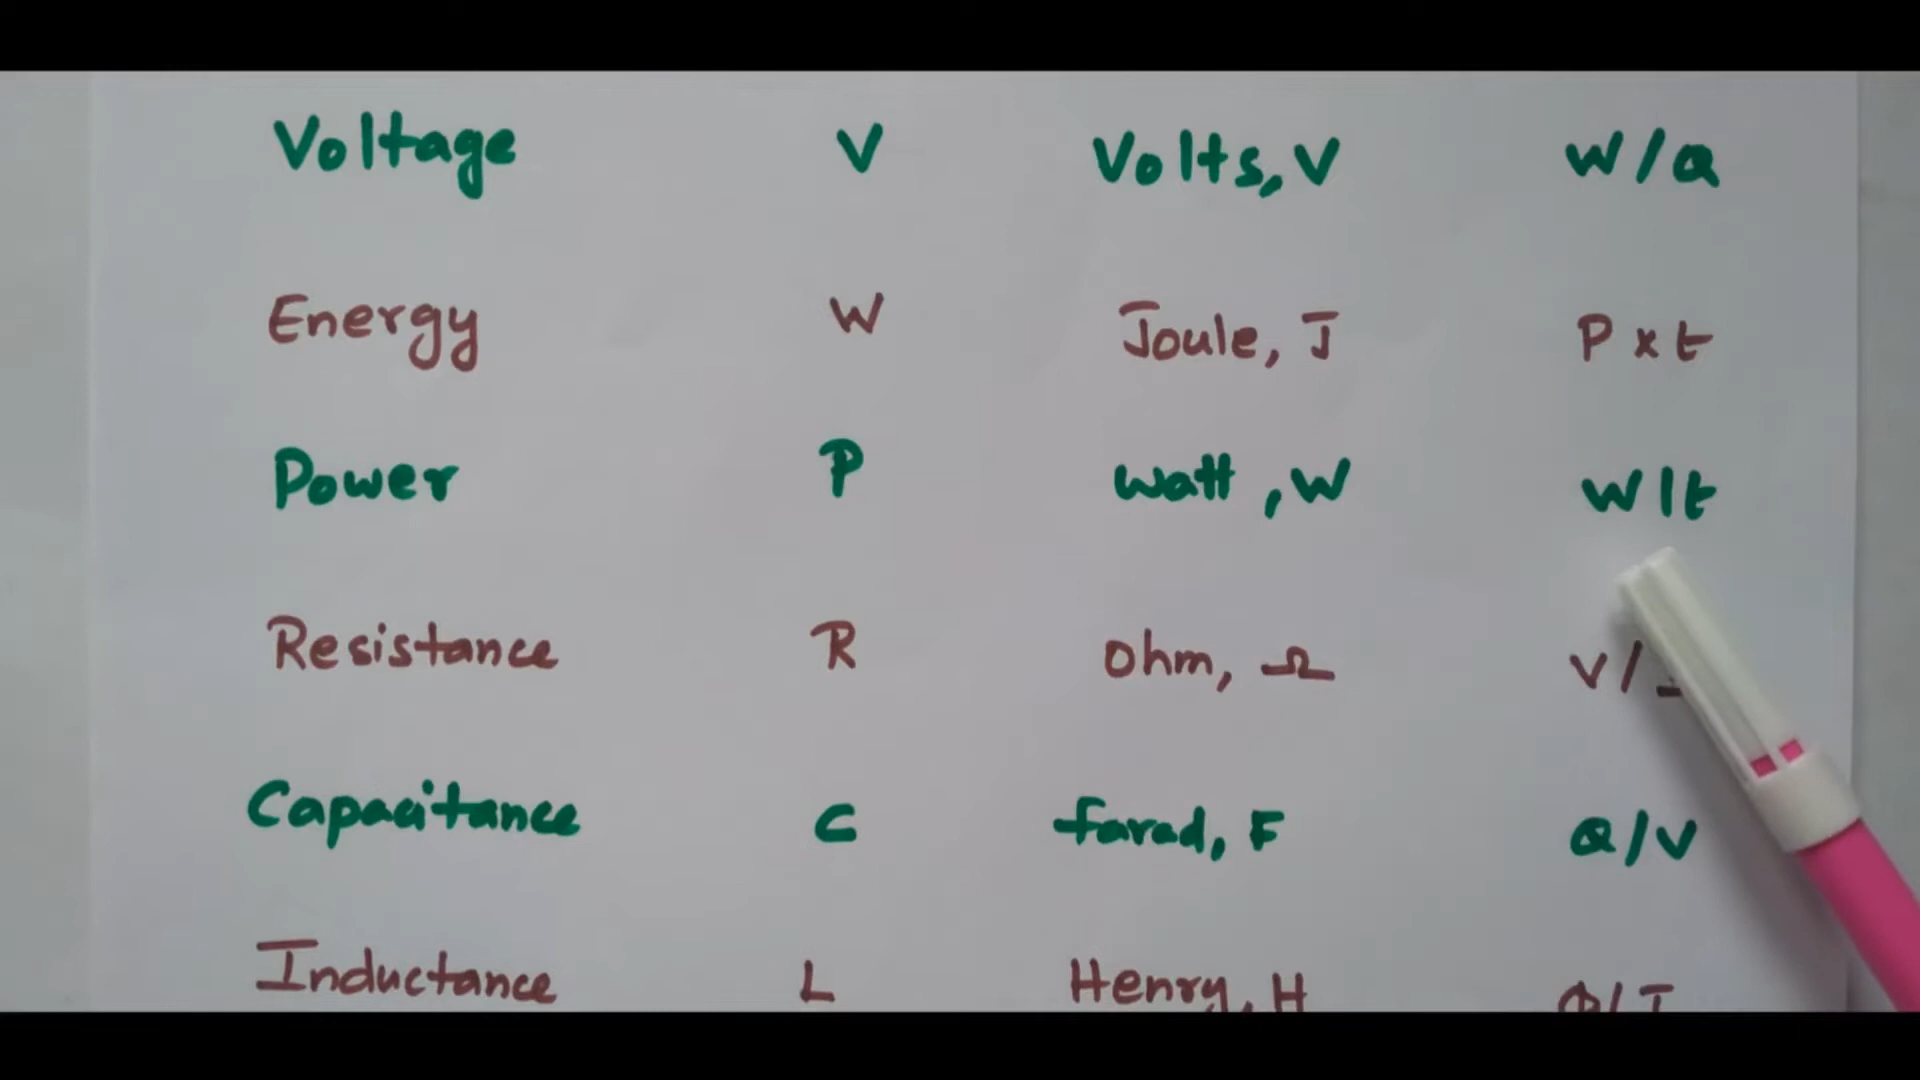 Voltage V Volts, V W/Q
Energy W Joule, J P x t
Power P Watt, W W/t
Resistance R Ohm, Ω V/I
Capacitance C farad, F Q/V
Inductance L Henry, H Φ/I